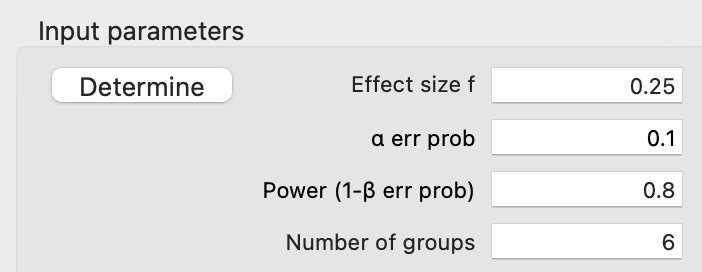 Input parameters
Determine Effect size f 0.25
α err prob 0.1
Power (1-β err prob) 0.8
Number of groups 6